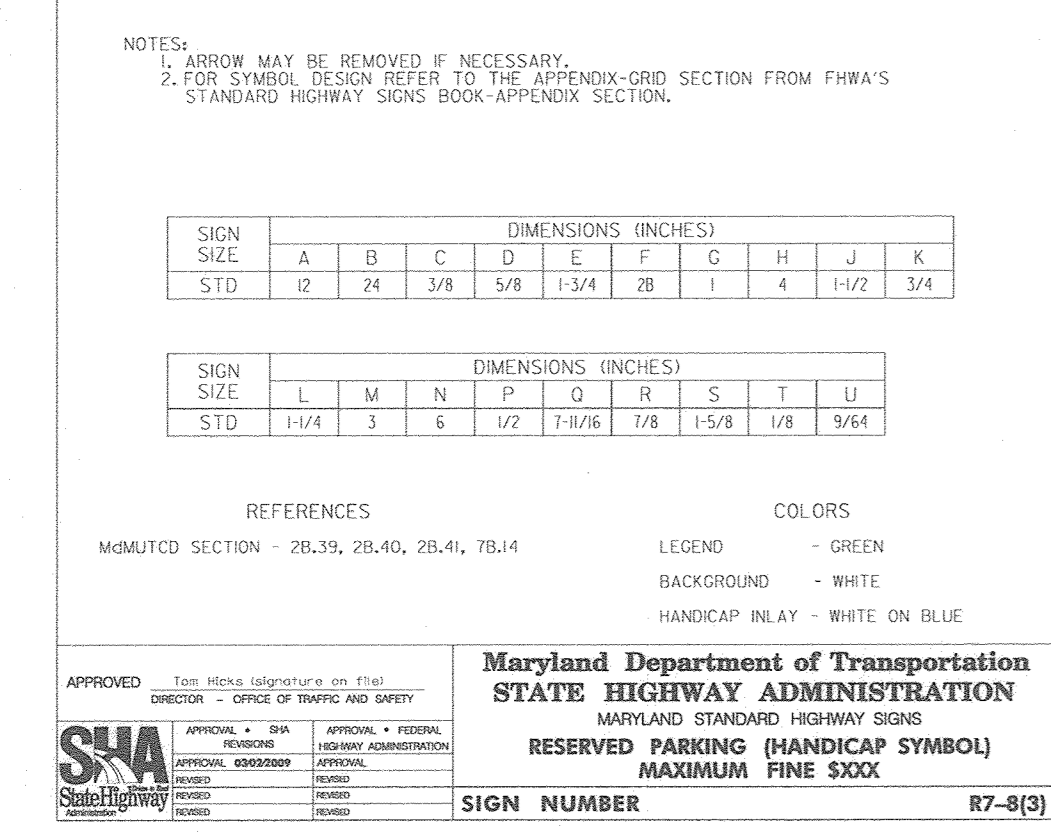 NOTES:
1. ARROW MAY BE REMOVED IF NECESSARY.
2. FOR SYMBOL DESIGN REFER TO THE APPENDIX-GRID SECTION FROM FHWA'S
STANDARD HIGHWAY SIGNS BOOK-APPENDIX SECTION.
SIGN SIZE DIMENSIONS (INCHES)
A B C D E F G H J K
STD 12 24 3/8 5/8 1-3/4 2B 1 4 1-1/2 3/4
SIGN SIZE DIMENSIONS (INCHES)
L M N P Q R S T U
STD 1-1/4 3 6 1/2 7-11/16 7/8 1-5/8 1/8 9/64
REFERENCES
MdMUTCD SECTION - 2B.39, 2B.40, 2B.41, 7B.14
COLORS
LEGEND - GREEN
BACKGROUND - WHITE
HANDICAP INLAY - WHITE ON BLUE
APPROVED Tom Hicks (signature on file)
DIRECTOR - OFFICE OF TRAFFIC AND SAFETY
SHA
StateHighway
Administration
APPROVAL • SHA REVISIONS
APPROVAL • FEDERAL HIGHWAY ADMINISTRATION
APPROVAL 03/02/2009 APPROVAL
REVISED REVISED
REVISED REVISED
REVISED REVISED
Maryland Department of Transportation
STATE HIGHWAY ADMINISTRATION
MARYLAND STANDARD HIGHWAY SIGNS
RESERVED PARKING (HANDICAP SYMBOL)
MAXIMUM FINE $XXX
SIGN NUMBER R7-8(3)